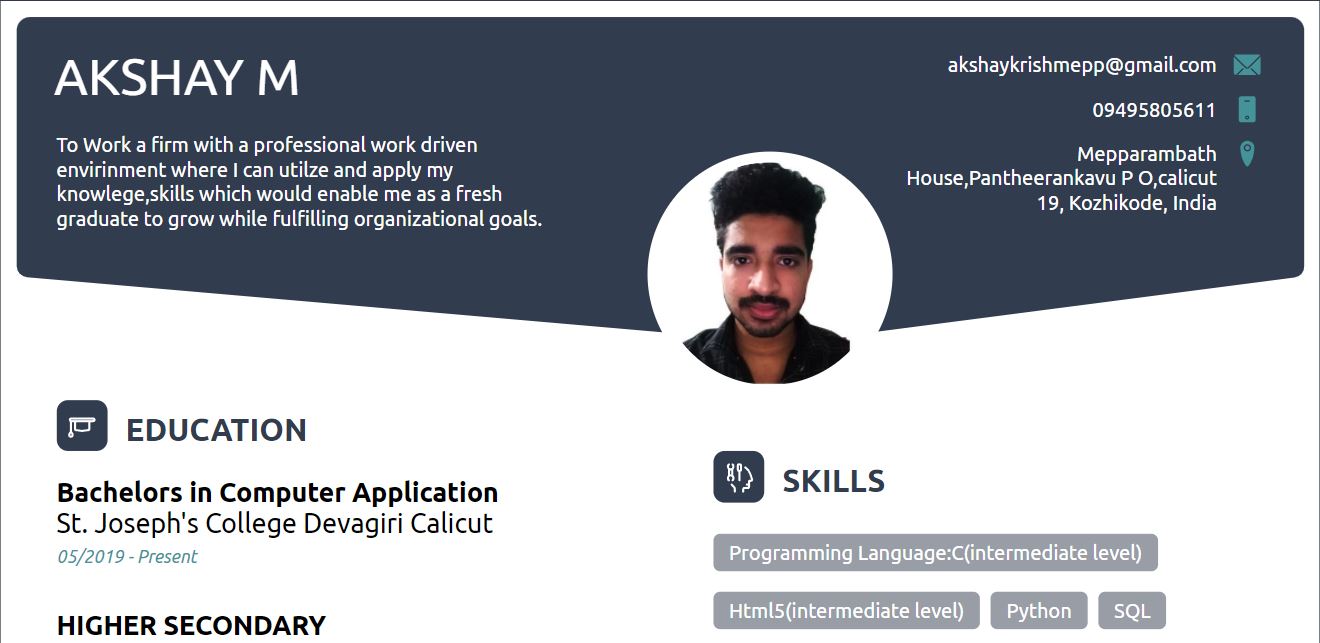 AKSHAY M
To Work a firm with a professional work driven
envirinment where I can utilze and apply my
knowlege,skills which would enable me as a fresh
graduate to grow while fulfilling organizational goals.
akshaykrishmepp@gmail.com
09495805611
Mepparambath
House,Pantheerankavu P O,calicut
19, Kozhikode, India
EDUCATION
Bachelors in Computer Application
St. Joseph's College Devagiri Calicut
05/2019 - Present
HIGHER SECONDARY
SKILLS
Programming Language:C(intermediate level)
Html5(intermediate level) Python SQL